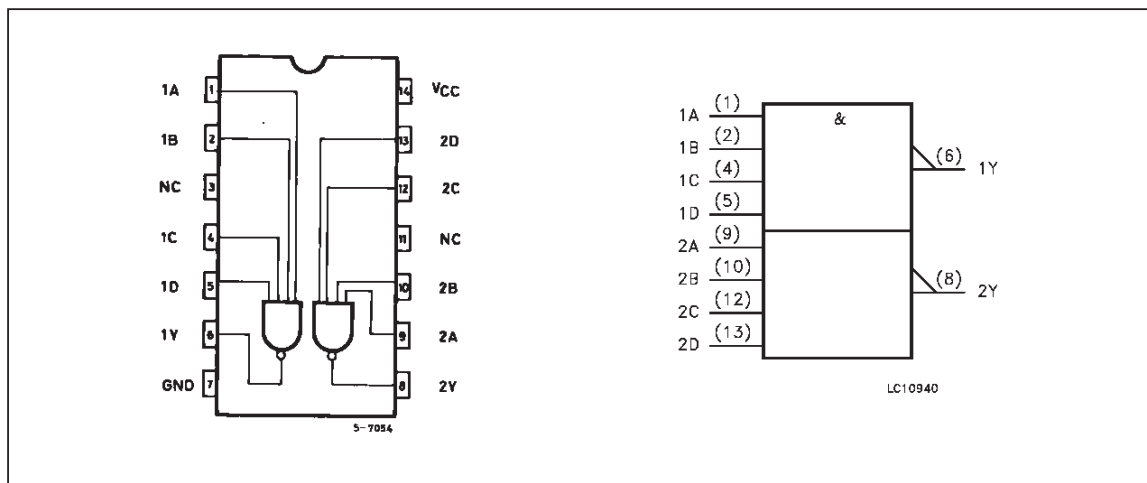 1A 1 14 VCC
1B 2 13 2D
NC 3 12 2C
1C 4 11 NC
1D 5 10 2B
1Y 6 9 2A
GND 7 8 2Y
S-7054
&
1A (1)
1B (2)
1C (4)
1D (5)
2A (9)
2B (10)
2C (12)
2D (13)
(6) 1Y
(8) 2Y
LC10940